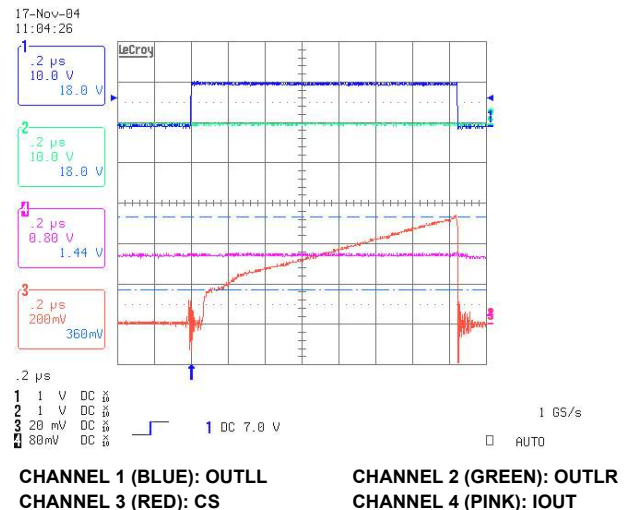 17-Nov-04
11:04:26
LeCroy
1
.2 µs
10.0 V
18.0 V
1
2
.2 µs
10.0 V
18.0 V
4
.2 µs
0.80 V
1.44 V
3
.2 µs
200mV
360mV
3
.2 µs
1 1 V DC
2 1 V DC
3 20 mV DC
4 80mV DC
1 DC 7.0 V
1 GS/s
AUTO
CHANNEL 1 (BLUE): OUTLL CHANNEL 2 (GREEN): OUTLR
CHANNEL 3 (RED): CS CHANNEL 4 (PINK): IOUT